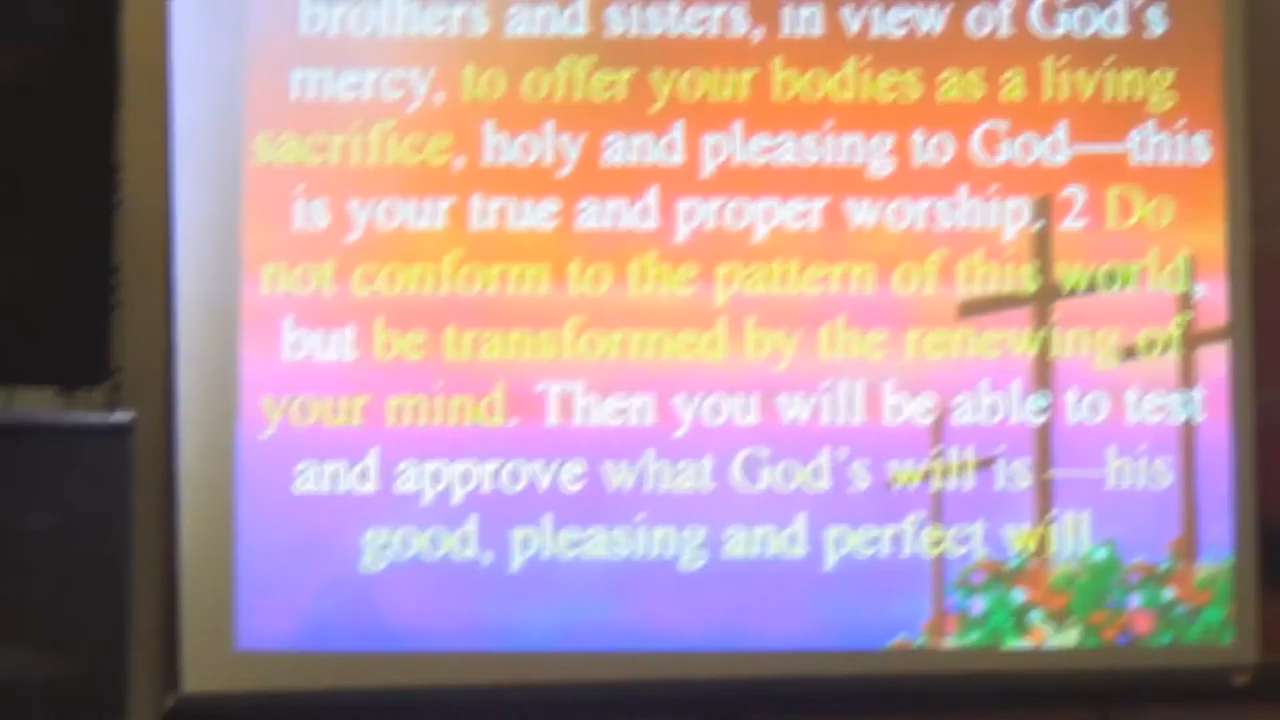 brothers and sisters, in view of God's
mercy, to offer your bodies as a living
sacrifice, holy and pleasing to God—this
is your true and proper worship. 2 Do
not conform to the pattern of this world,
but be transformed by the renewing of
your mind. Then you will be able to test
and approve what God's will is —his
good, pleasing and perfect will